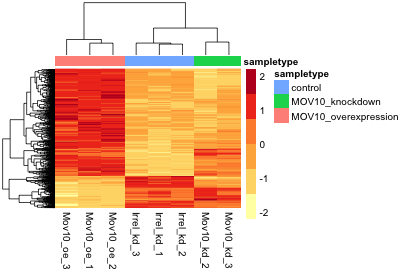 sampletype
2
1
0
-1
-2
sampletype
control
MOV10_knockdown
MOV10_overexpression
Mov10_oe_3
Mov10_oe_1
Mov10_oe_2
Irrel_kd_3
Irrel_kd_1
Irrel_kd_2
Mov10_kd_2
Mov10_kd_3